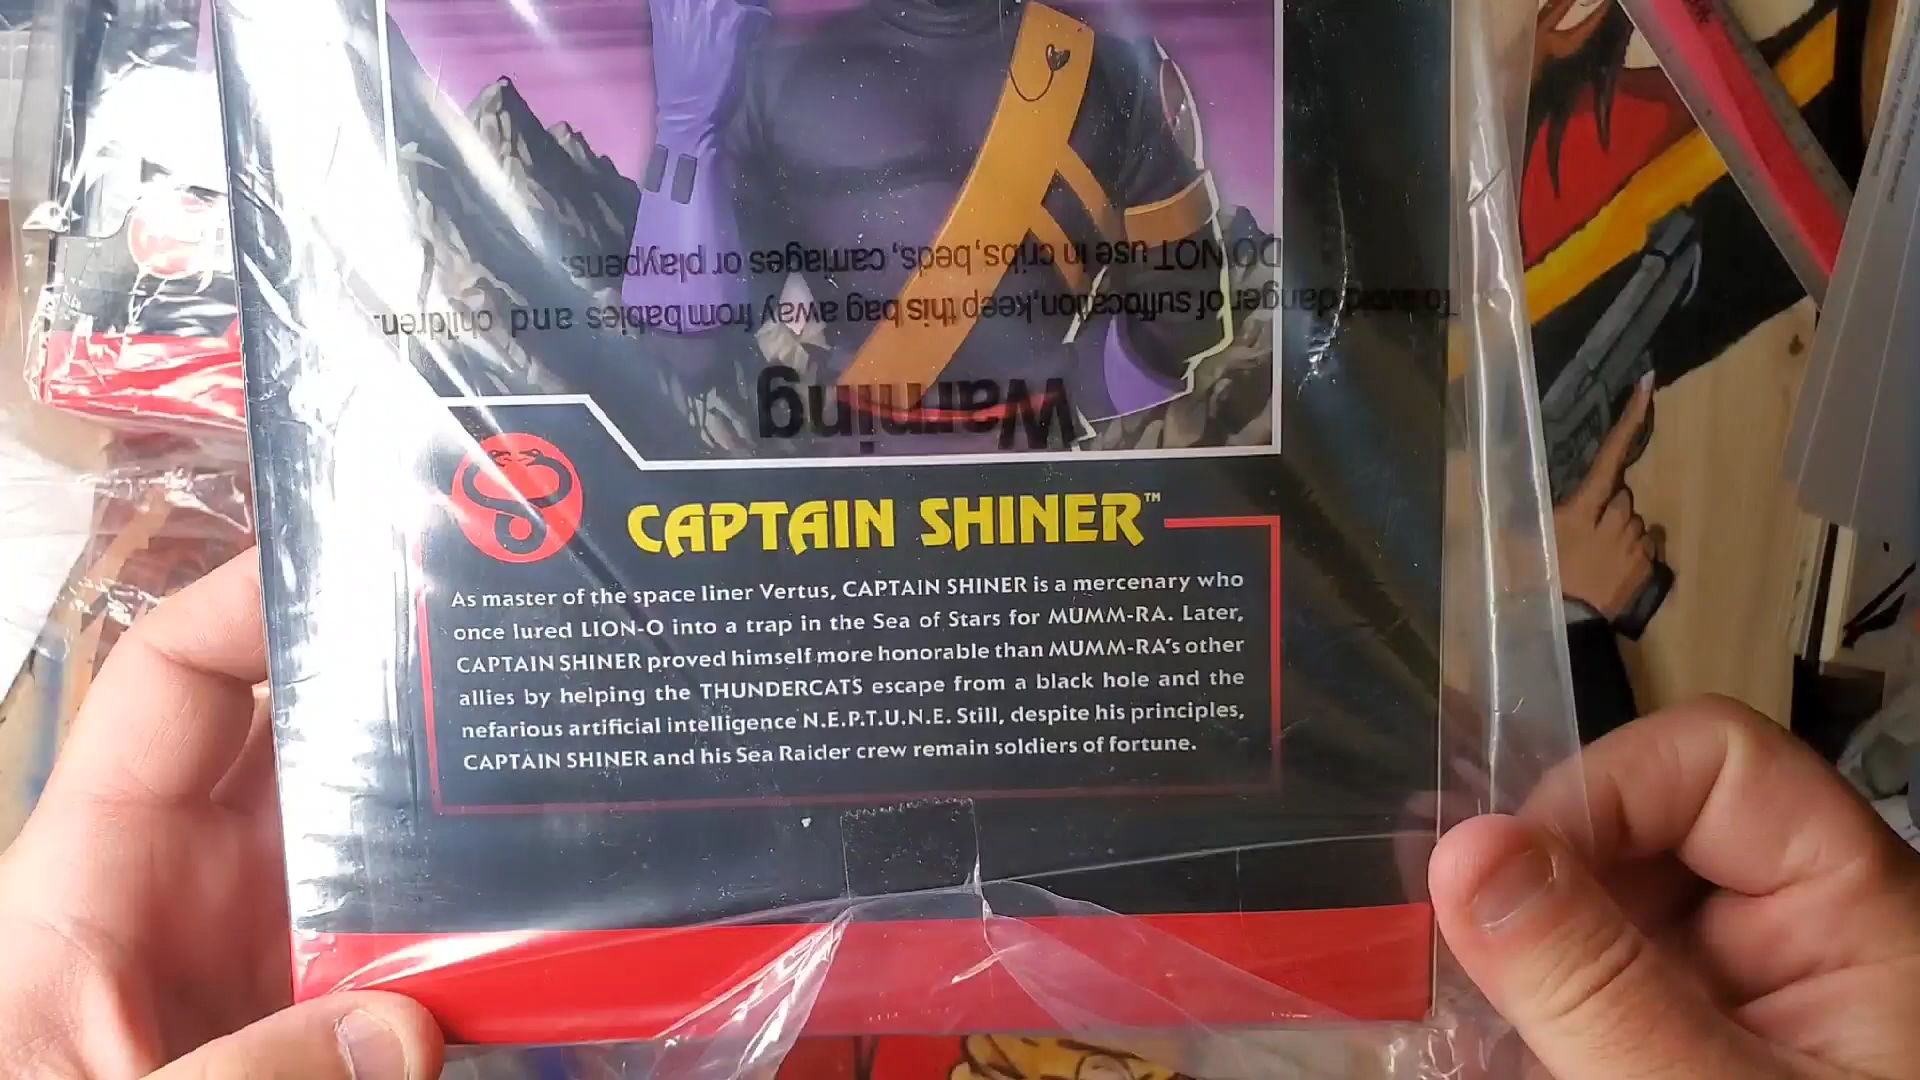 DO NOT use in cribs, beds, carriages or playpens.
To avoid danger of suffocation, keep this bag away from babies and children.
Warning
CAPTAIN SHINER™
As master of the space liner Vertus, CAPTAIN SHINER is a mercenary who
once lured LION-O into a trap in the Sea of Stars for MUMM-RA. Later,
CAPTAIN SHINER proved himself more honorable than MUMM-RA's other
allies by helping the THUNDERCATS escape from a black hole and the
nefarious artificial intelligence N.E.P.T.U.N.E. Still, despite his principles,
CAPTAIN SHINER and his Sea Raider crew remain soldiers of fortune.